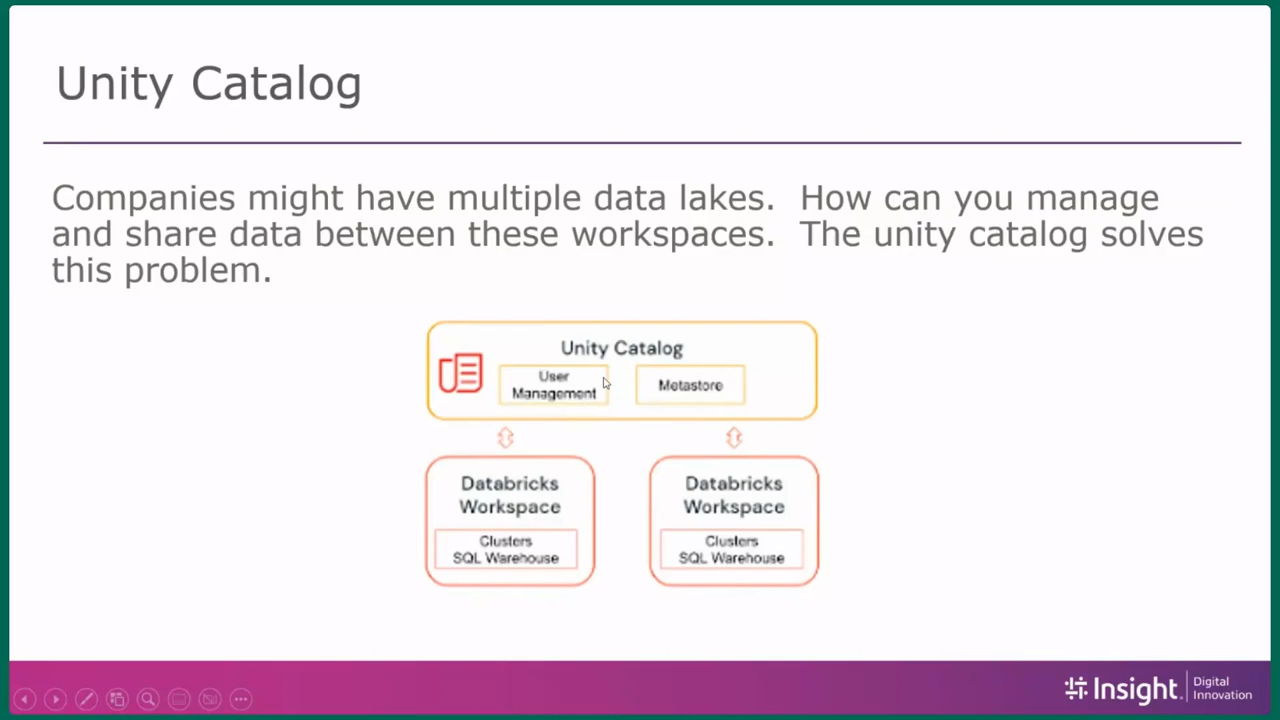 Unity Catalog
Companies might have multiple data lakes.  How can you manage
and share data between these workspaces.  The unity catalog solves
this problem.
Unity Catalog
User
Management
Metastore
Databricks
Workspace
Clusters
SQL Warehouse
Databricks
Workspace
Clusters
SQL Warehouse
Insight.
Digital
Innovation